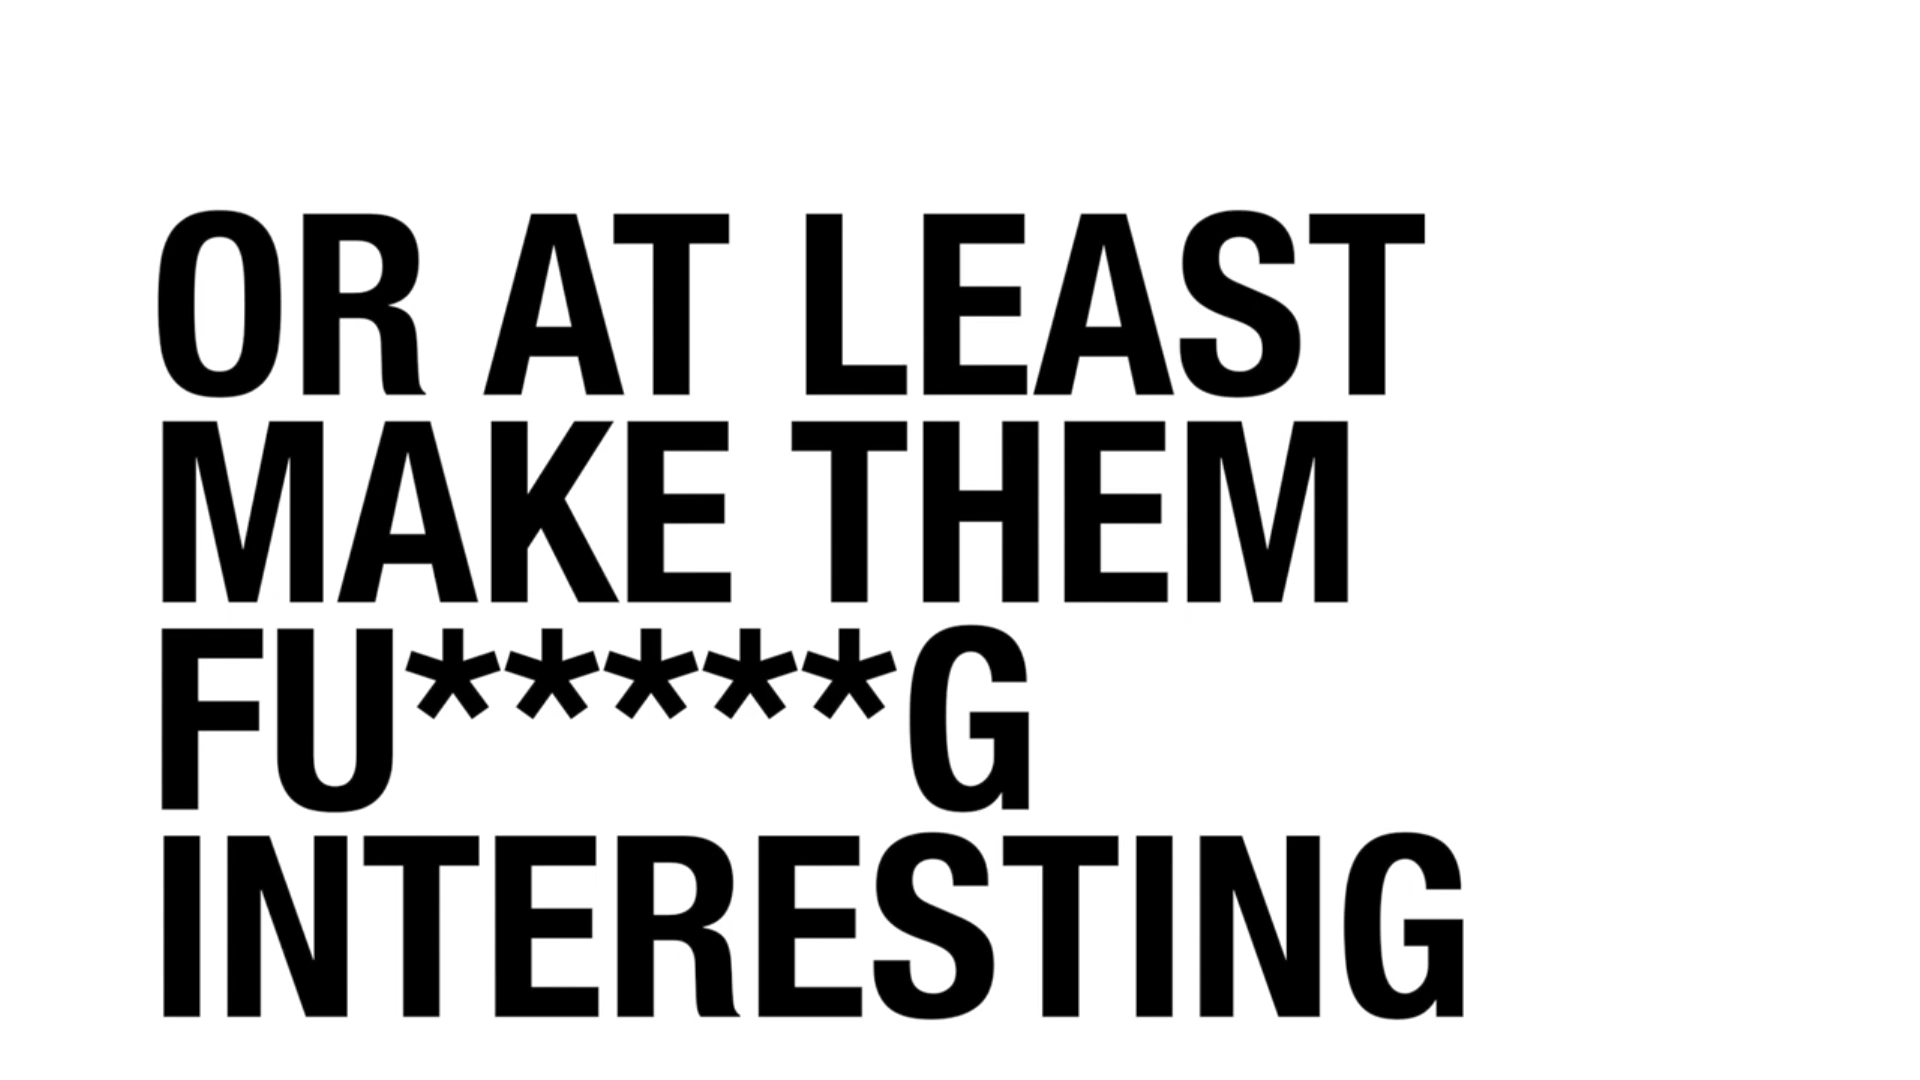 OR AT LEAST
MAKE THEM
FU*****G
INTERESTING